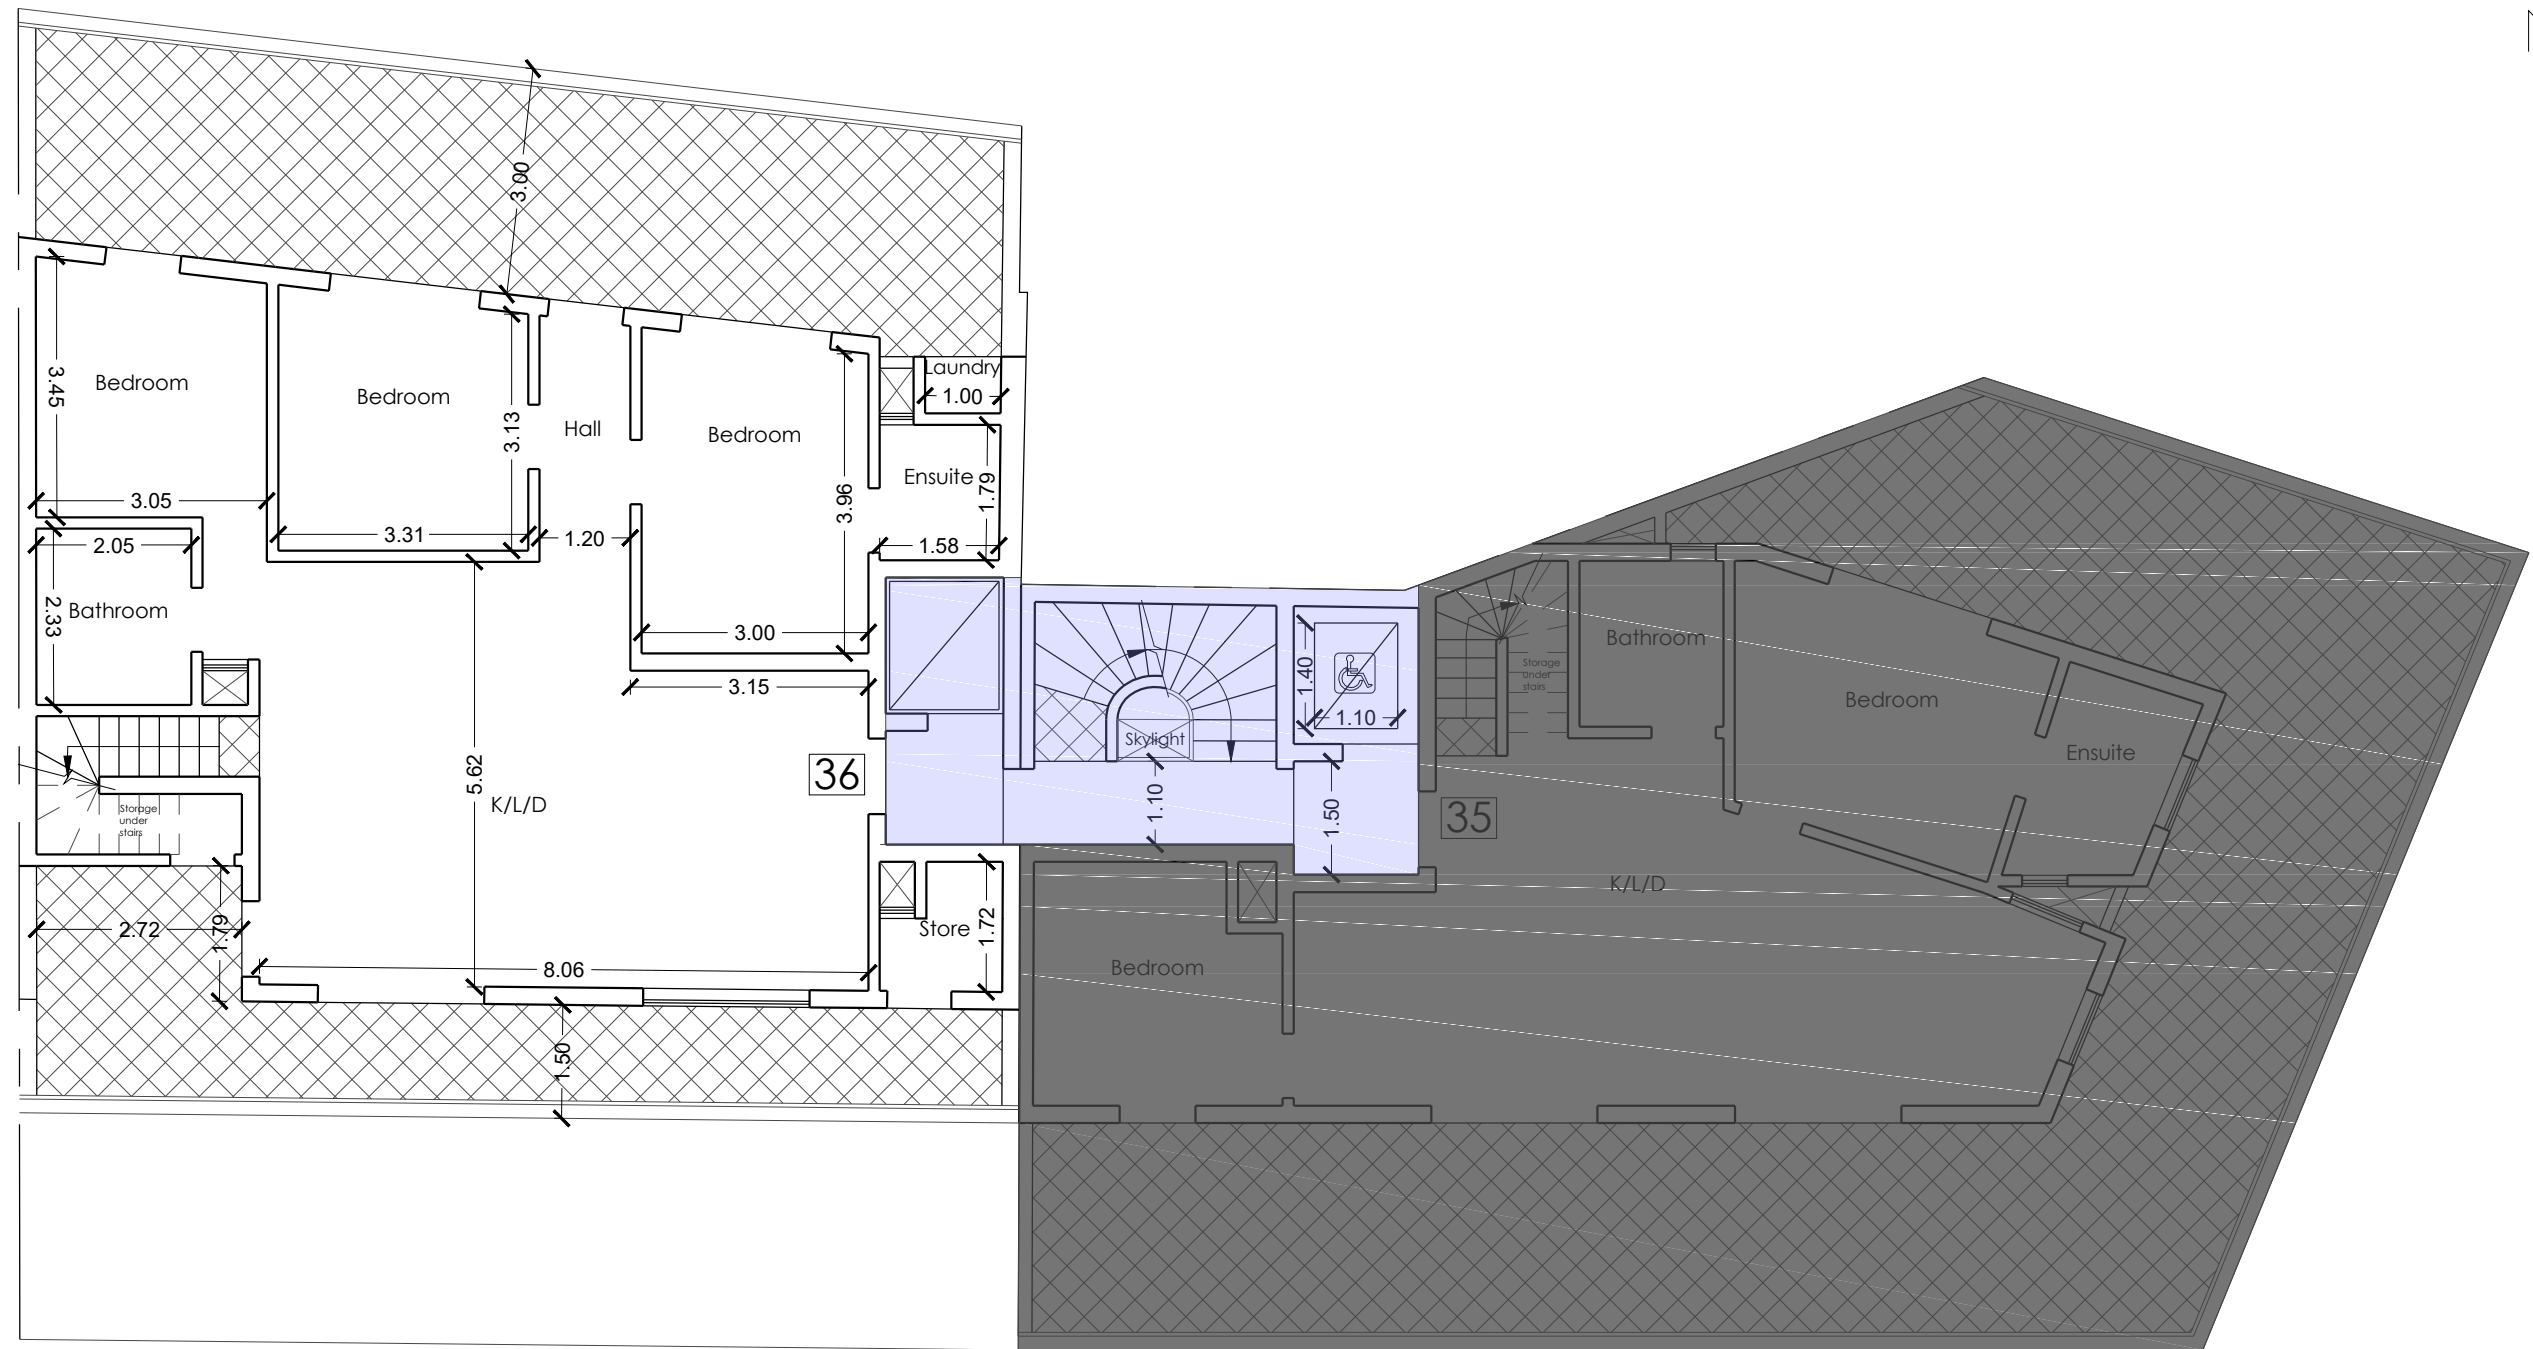 3.00
Bedroom
3.45
3.05
Bedroom
3.13
3.31
Hall
1.20
Bedroom
3.96
3.00
3.15
Laundry
1.00
Ensuite
1.79
1.58
2.05
Bathroom
2.33
Storage
under
stairs
2.72
1.79
5.62
K/L/D
8.06
1.50
36
Store
1.72
Skylight
1.10
1.40
1.10
1.50
35
Storage
under
stairs
Bathroom
Bedroom
Ensuite
K/L/D
Bedroom